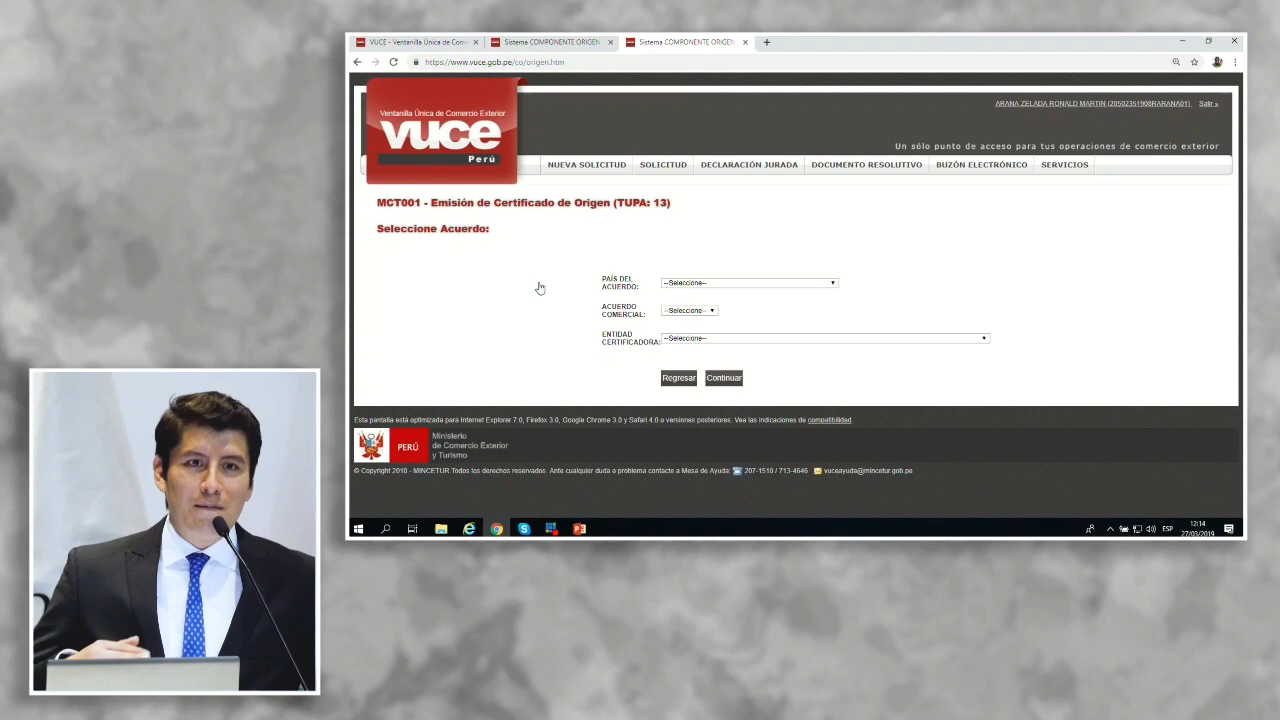 VUCE - Ventanilla Única de Com
Sistema COMPONENTE ORIGEN
Sistema COMPONENTE ORIGEN
https://www.vuce.gob.pe/co/origen.htm
Ventanilla Única de Comercio Exterior
vuce
Perú
ARANA ZELADA RONALD MARTIN (20502351908RARANA01) Salir »
Un sólo punto de acceso para tus operaciones de comercio exterior
NUEVA SOLICITUD SOLICITUD DECLARACIÓN JURADA DOCUMENTO RESOLUTIVO BUZÓN ELECTRÓNICO SERVICIOS
MCT001 - Emisión de Certificado de Origen (TUPA: 13)
Seleccione Acuerdo:
PAÍS DEL
ACUERDO:
--Seleccione--
ACUERDO
COMERCIAL:
--Seleccione--
ENTIDAD
CERTIFICADORA:
--Seleccione--
Regresar Continuar
Esta pantalla está optimizada para Internet Explorer 7.0, Firefox 3.0, Google Chrome 3.0 y Safari 4.0 o versiones posteriores. Vea las indicaciones de compatibilidad.
PERÚ
Ministerio
de Comercio Exterior
y Turismo
© Copyright 2010 - MINCETUR Todos los derechos reservados. Ante cualquier duda o problema contacte a Mesa de Ayuda: 207-1510 / 713-4646 vuceayuda@mincetur.gob.pe
ESP
12:14
27/03/2019